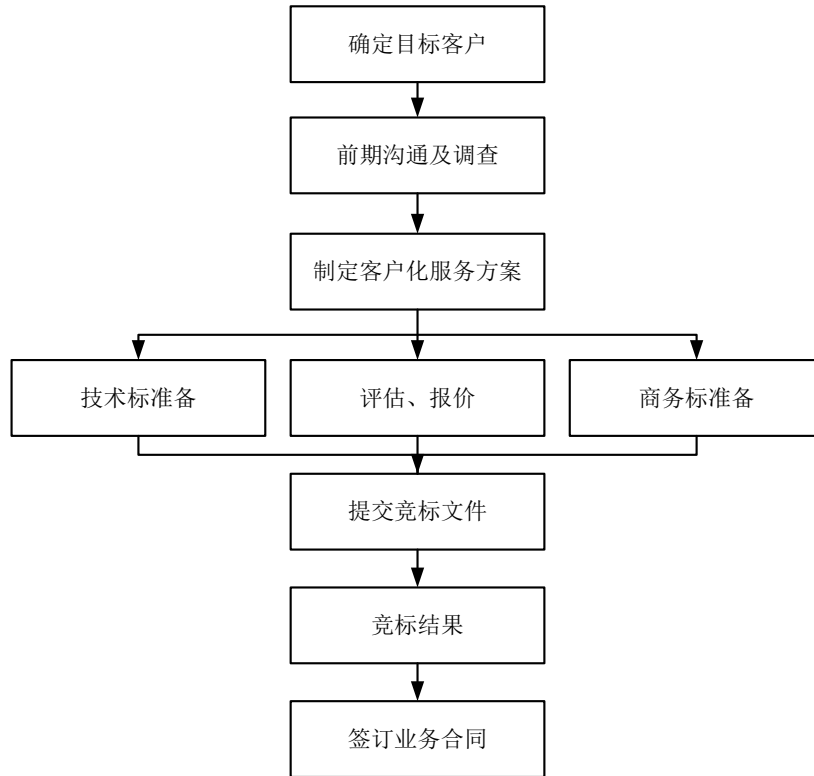 确定目标客户
前期沟通及调查
制定客户化服务方案
技术标准备
评估、报价
商务标准备
提交竞标文件
竞标结果
签订业务合同